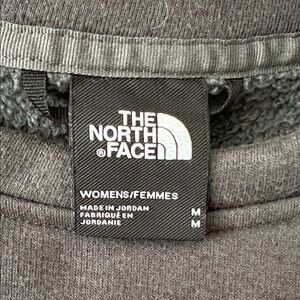 THE
NORTH
®FACE
WOMENS/FEMMES
MADE IN JORDAN
FABRIQUÉ EN
JORDANIE
M
M